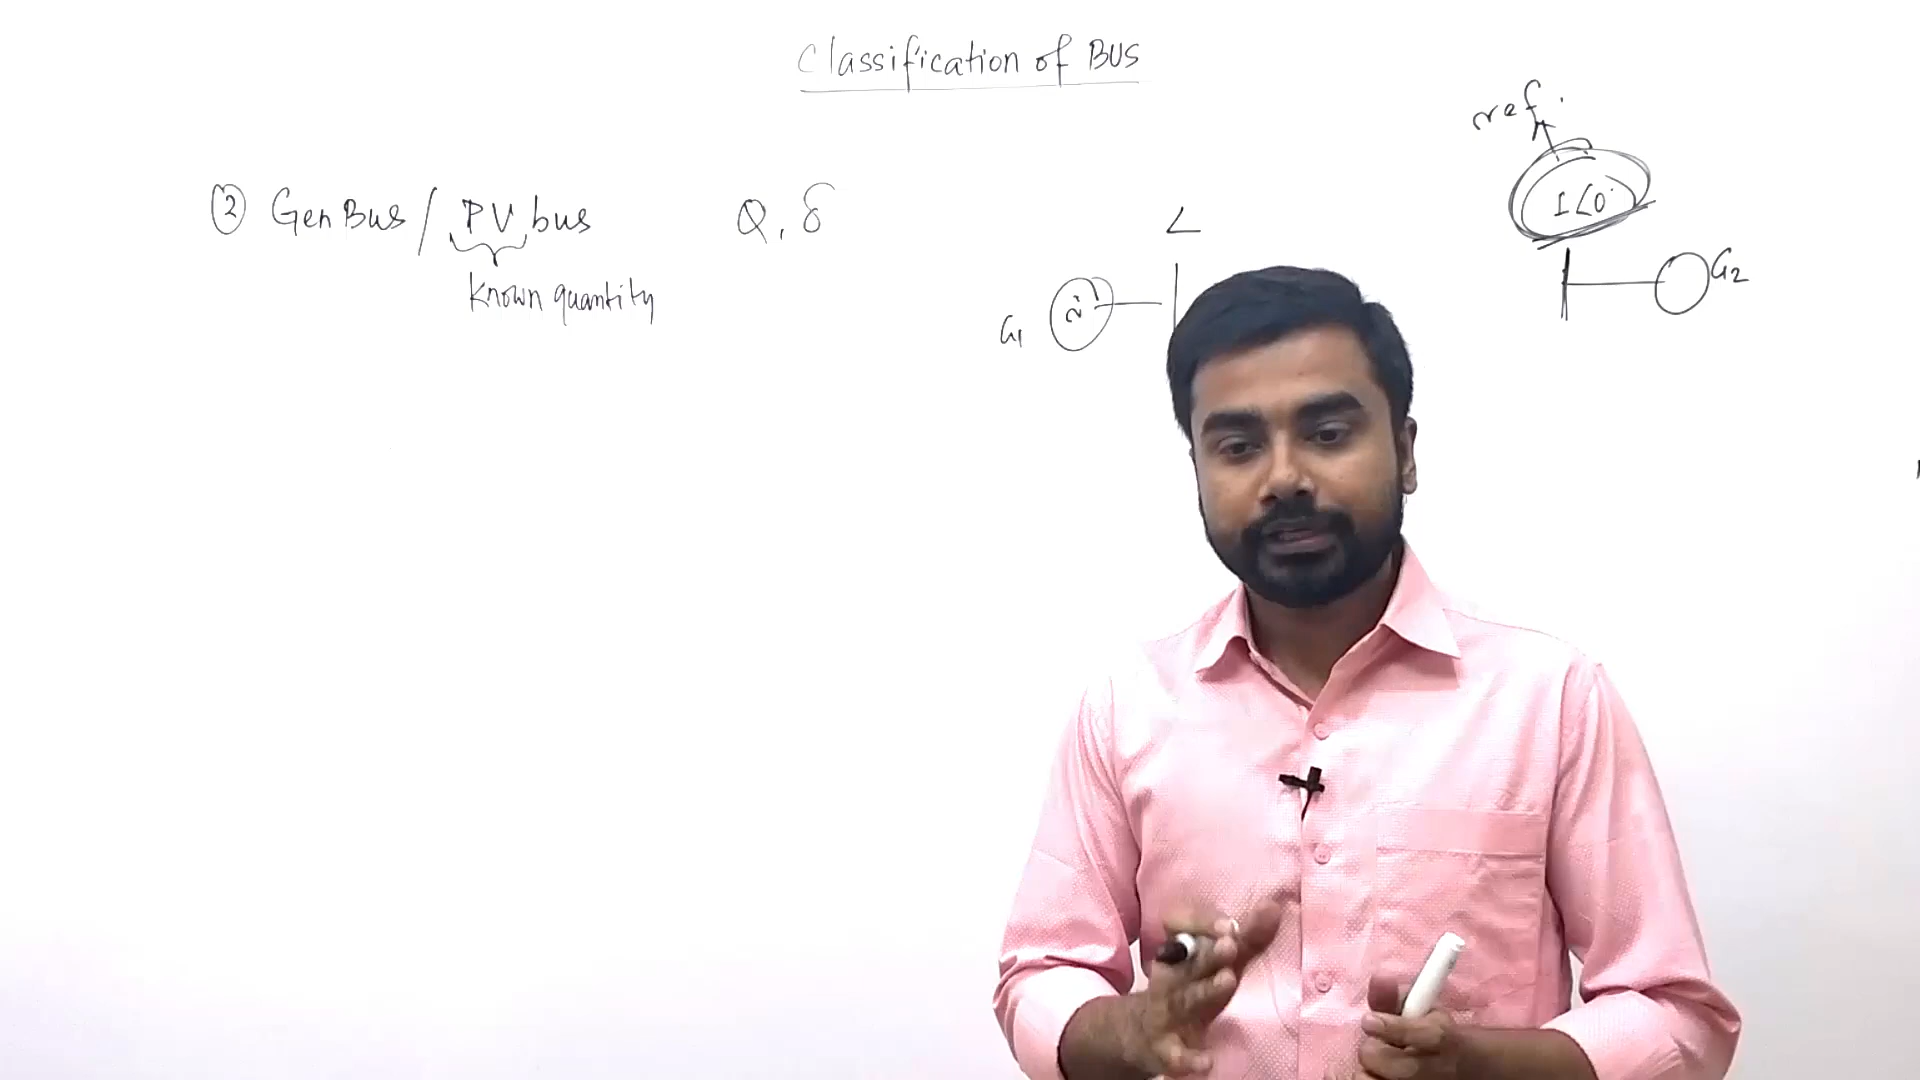 Classification of BUS
ref.
1∠0°
② Gen Bus / PV bus Q, δ
known quantity
∠
G1
G2